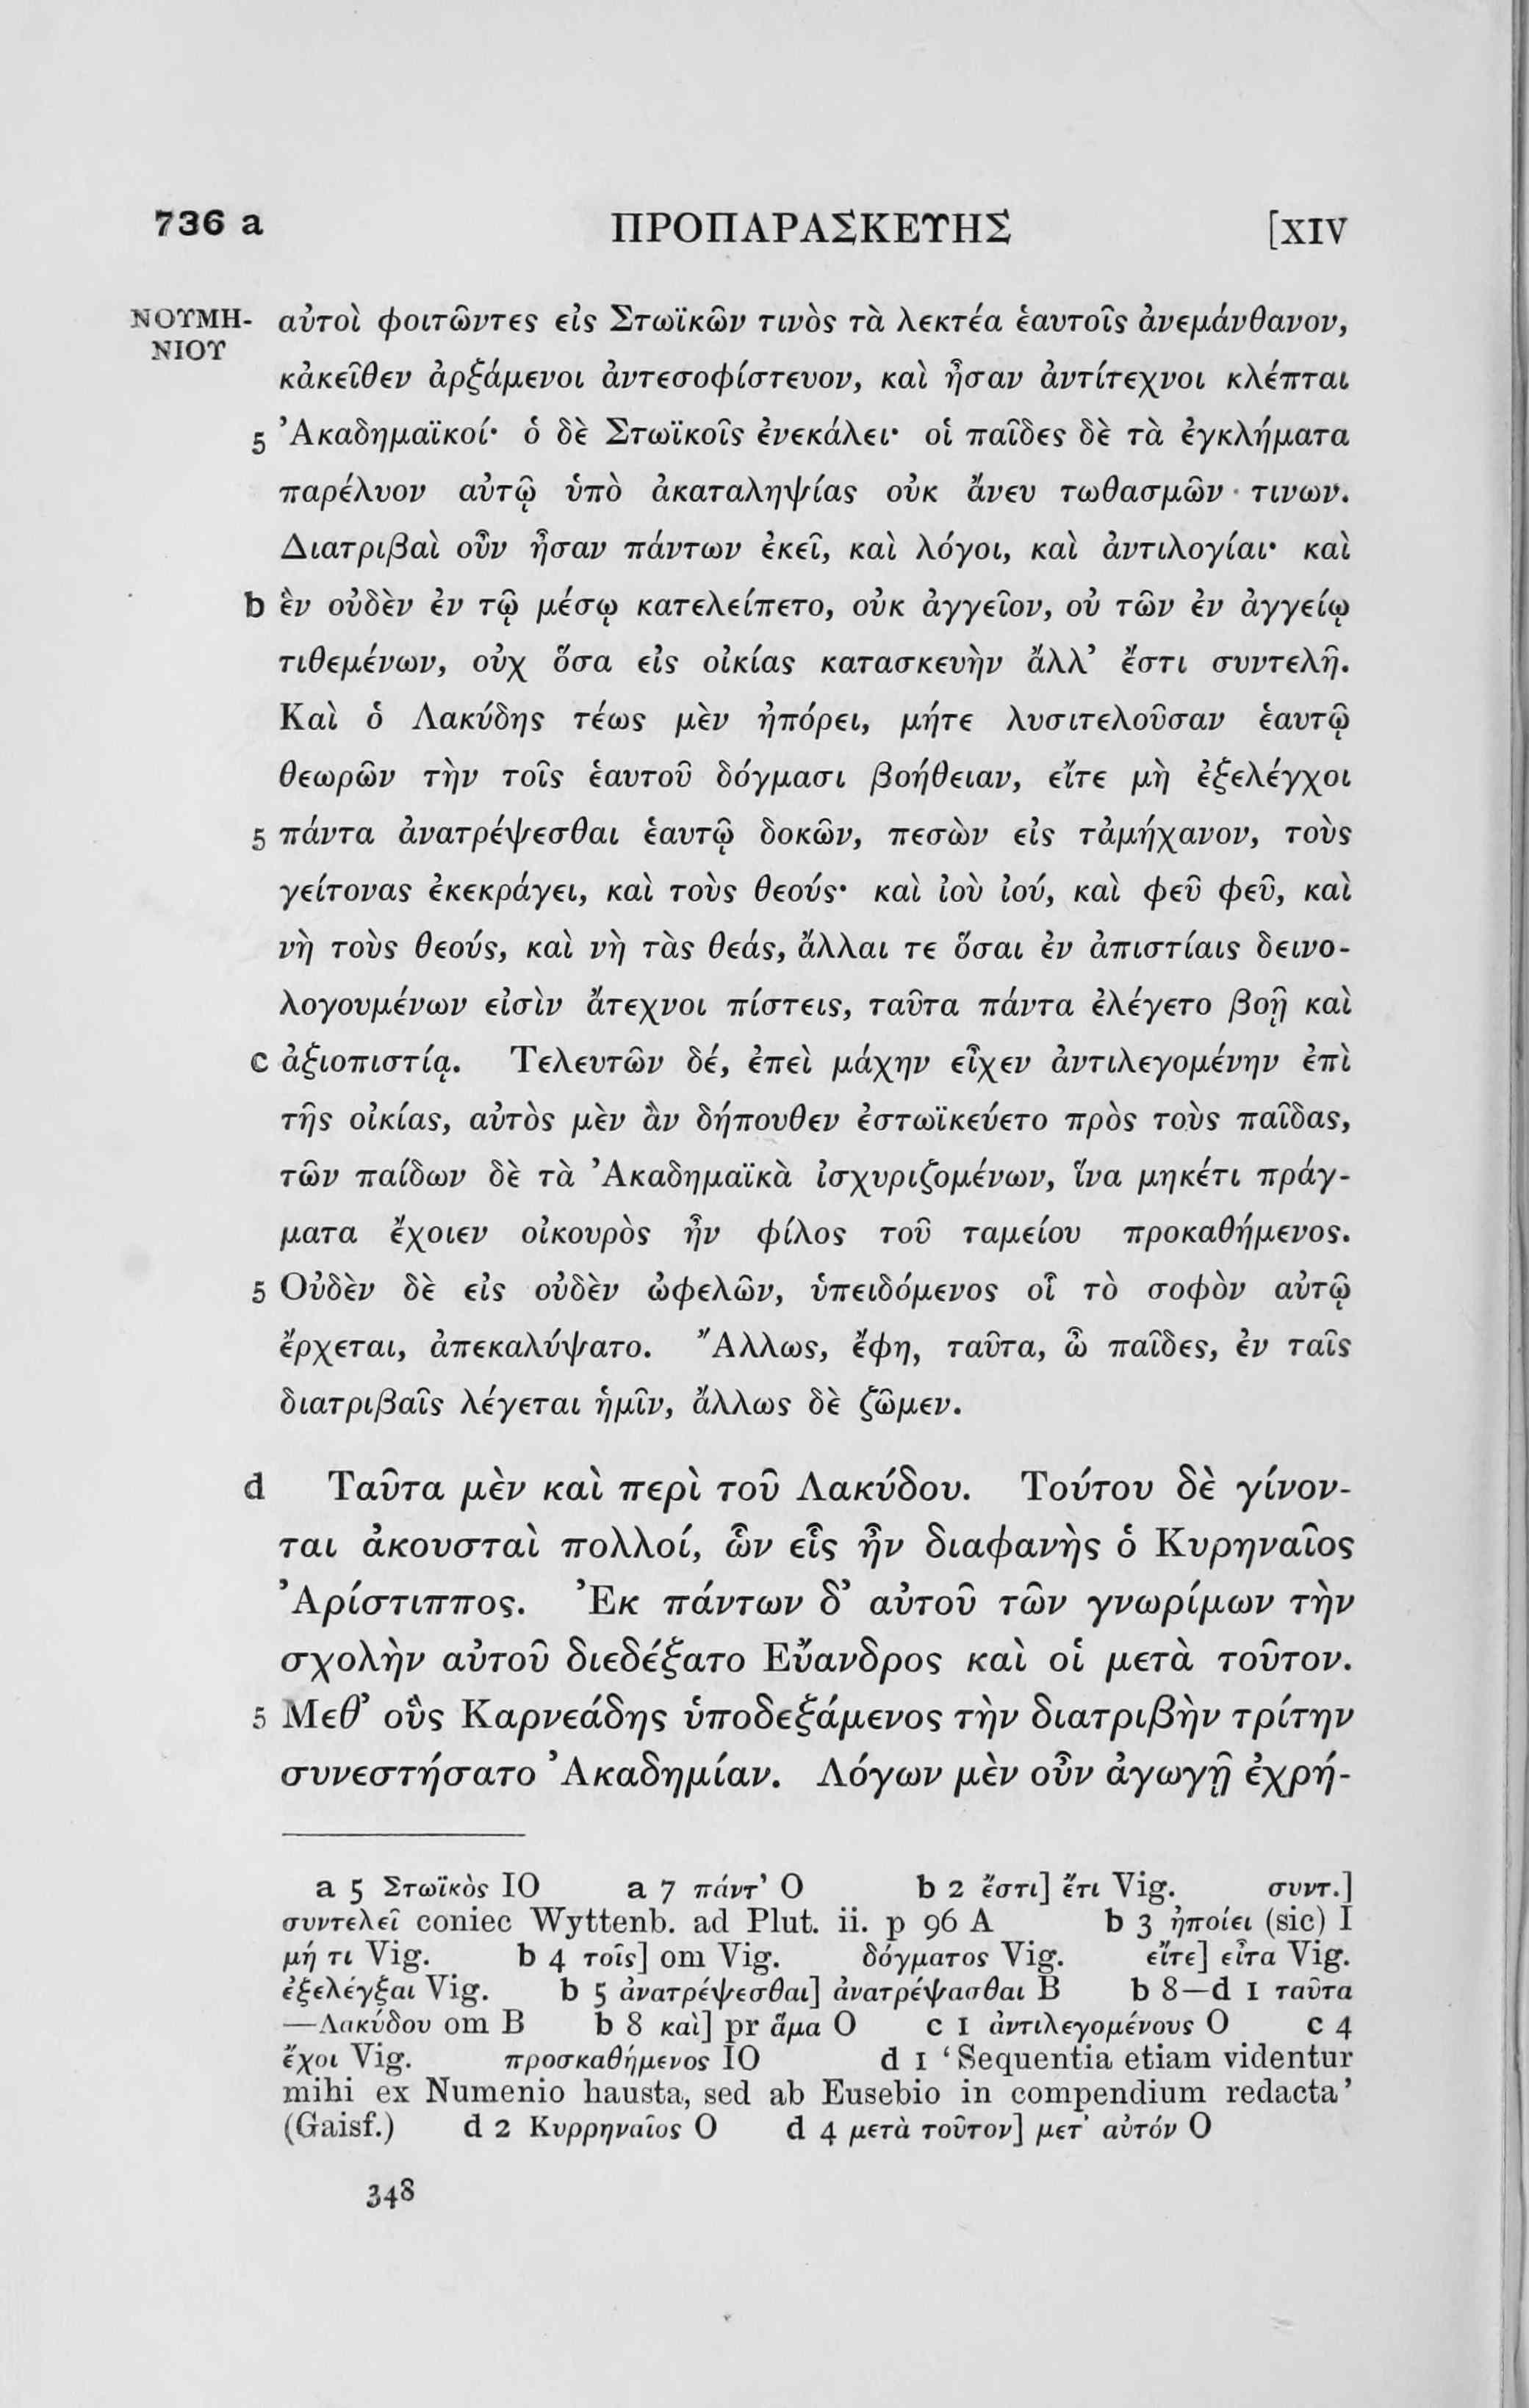 736 a ΠΡΟΠΑΡΑΣΚΕΥΗΣ [XIV
ΝΟΥΜΗ- αὐτοὶ φοιτῶντες εἰς Στωϊκῶν τινὸς τὰ λεκτέα ἑαυτοῖς ἀνεμάνθανον,
ΝΙΟΥ
κἀκεῖθεν ἀρξάμενοι ἀντεσοφίστευον, καὶ ἦσαν ἀντίτεχνοι κλέπται
5 Ἀκαδημαϊκοί· ὁ δὲ Στωϊκοῖς ἐνεκάλει· οἱ παῖδες δὲ τὰ ἐγκλήματα
παρέλυον αὐτῷ ὑπὸ ἀκαταληψίας οὐκ ἄνευ τωθασμῶν τινων.
Διατριβαὶ οὖν ἦσαν πάντων ἐκεῖ, καὶ λόγοι, καὶ ἀντιλογίαι· καὶ
b ἓν οὐδὲν ἐν τῷ μέσῳ κατελείπετο, οὐκ ἀγγεῖον, οὐ τῶν ἐν ἀγγείῳ
τιθεμένων, οὐχ ὅσα εἰς οἰκίας κατασκευὴν ἄλλ’ ἔστι συντελῆ.
Καὶ ὁ Λακύδης τέως μὲν ἠπόρει, μήτε λυσιτελοῦσαν ἑαυτῷ
θεωρῶν τὴν τοῖς ἑαυτοῦ δόγμασι βοήθειαν, εἴτε μὴ ἐξελέγχοι
5 πάντα ἀνατρέψεσθαι ἑαυτῷ δοκῶν, πεσὼν εἰς τἀμήχανον, τοὺς
γείτονας ἐκεκράγει, καὶ τοὺς θεούς· καὶ ἰοὺ ἰού, καὶ φεῦ φεῦ, καὶ
νὴ τοὺς θεούς, καὶ νὴ τὰς θεάς, ἄλλαι τε ὅσαι ἐν ἀπιστίαις δεινο-
λογουμένων εἰσὶν ἄτεχνοι πίστεις, ταῦτα πάντα ἐλέγετο βοῇ καὶ
c ἀξιοπιστίᾳ. Τελευτῶν δέ, ἐπεὶ μάχην εἶχεν ἀντιλεγομένην ἐπὶ
τῆς οἰκίας, αὐτὸς μὲν ἂν δήπουθεν ἐστωϊκεύετο πρὸς τοὺς παῖδας,
τῶν παίδων δὲ τὰ Ἀκαδημαϊκὰ ἰσχυριζομένων, ἵνα μηκέτι πράγ-
ματα ἔχοιεν οἰκουρὸς ἦν φίλος τοῦ ταμείου προκαθήμενος.
5 Οὐδὲν δὲ εἰς οὐδὲν ὠφελῶν, ὑπειδόμενος οἷ τὸ σοφὸν αὐτῷ
ἔρχεται, ἀπεκαλύψατο. Ἄλλως, ἔφη, ταῦτα, ὦ παῖδες, ἐν ταῖς
διατριβαῖς λέγεται ἡμῖν, ἄλλως δὲ ζῶμεν.
d Ταῦτα μὲν καὶ περὶ τοῦ Λακύδου. Τούτου δὲ γίνον-
ται ἀκουσταὶ πολλοί, ὧν εἷς ἦν διαφανὴς ὁ Κυρηναῖος
Ἀρίστιππος. Ἐκ πάντων δ’ αὐτοῦ τῶν γνωρίμων τὴν
σχολὴν αὐτοῦ διεδέξατο Εὔανδρος καὶ οἱ μετὰ τοῦτον.
5 Μεθ’ οὓς Καρνεάδης ὑποδεξάμενος τὴν διατριβὴν τρίτην
συνεστήσατο Ἀκαδημίαν. Λόγων μὲν οὖν ἀγωγῇ ἐχρή-
a 5 Στωϊκὸς IO a 7 πάντ’ O b 2 ἔστι] ἔτι Vig. συντ.]
συντελεῖ coniec Wyttenb. ad Plut. ii. p 96 A b 3 ἠποίει (sic) I
μή τι Vig. b 4 τοῖς] om Vig. δόγματος Vig. εἴτε] εἶτα Vig.
ἐξελέγξαι Vig. b 5 ἀνατρέψεσθαι] ἀνατρέψασθαι B b 8—d 1 ταῦτα
—Λακύδου om B b 8 καὶ] pr ἅμα O c 1 ἀντιλεγομένους O c 4
ἔχοι Vig. προσκαθήμενος IO d 1 ‘Sequentia etiam videntur
mihi ex Numenio hausta, sed ab Eusebio in compendium redacta’
(Gaisf.) d 2 Κυρρηναῖος O d 4 μετὰ τοῦτον] μετ’ αὐτόν O
348